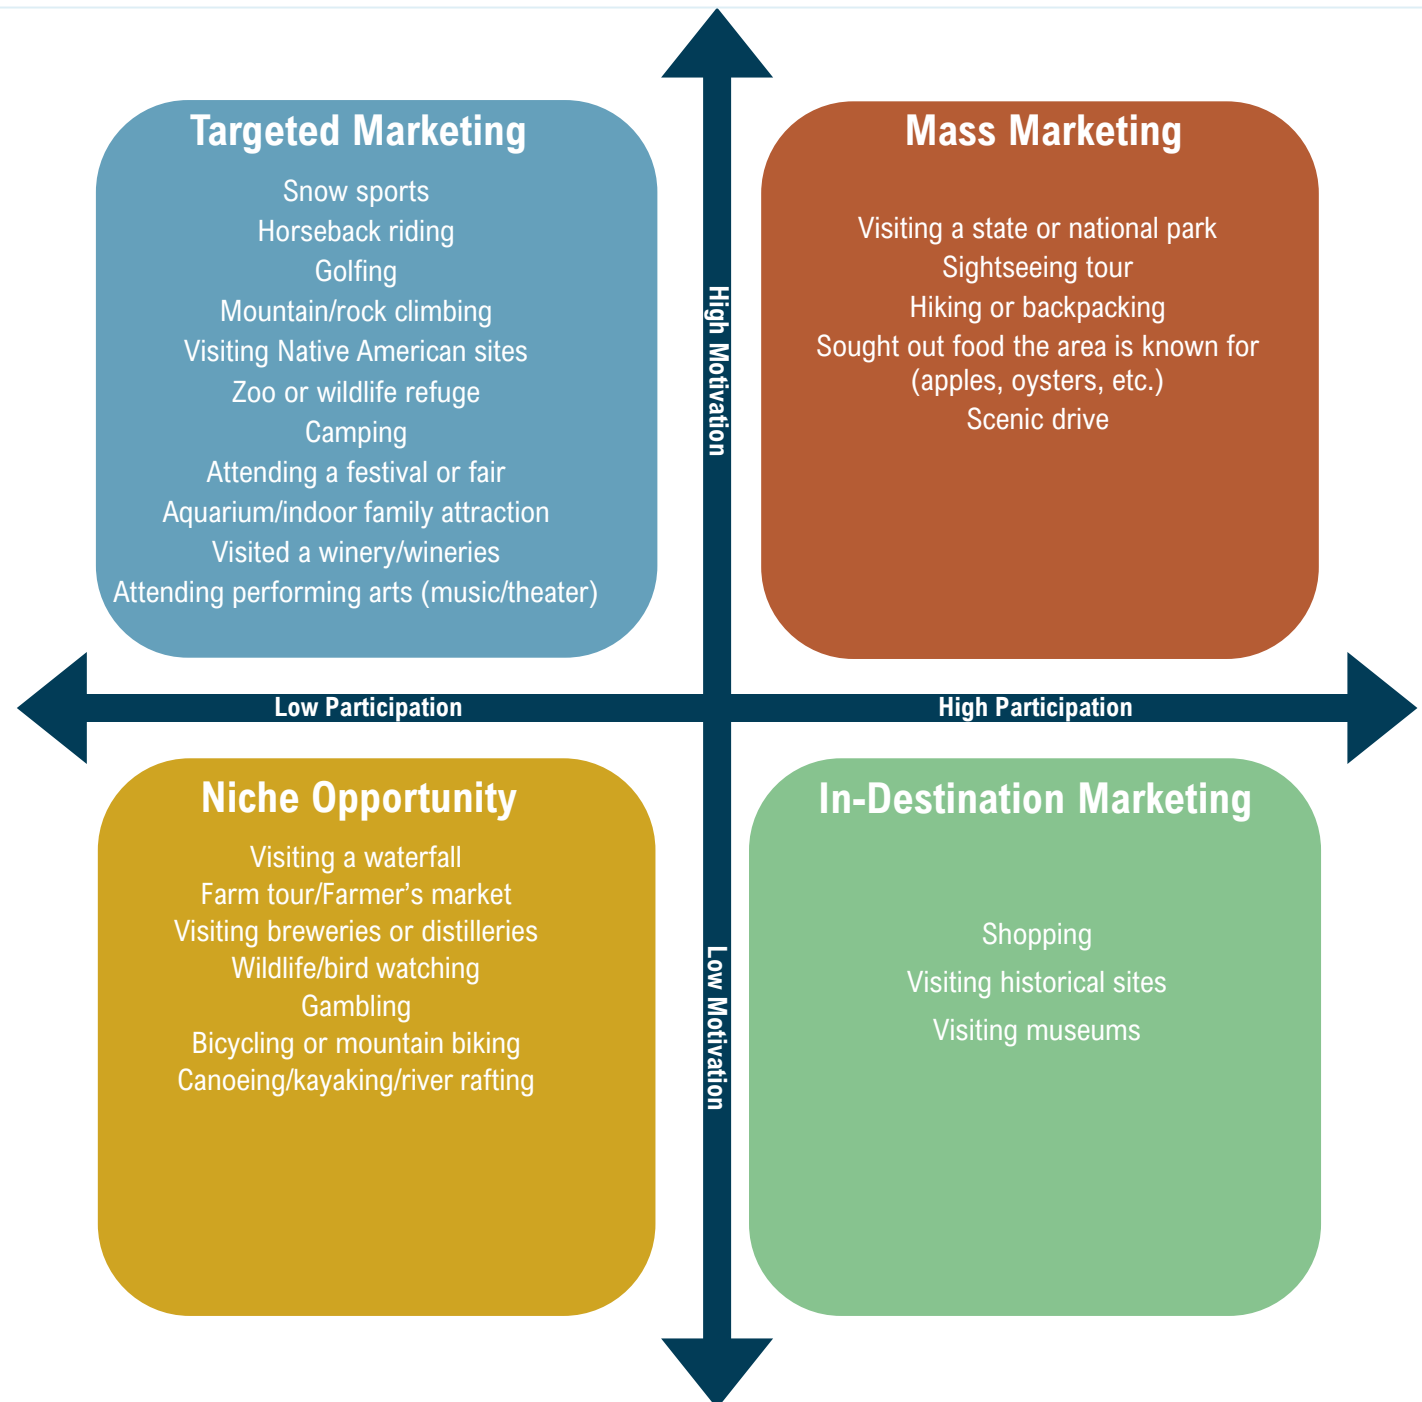 Targeted Marketing
Snow sports
Horseback riding
Golfing
Mountain/rock climbing
Visiting Native American sites
Zoo or wildlife refuge
Camping
Attending a festival or fair
Aquarium/indoor family attraction
Visited a winery/wineries
Attending performing arts (music/theater)
High Motivation
Mass Marketing
Visiting a state or national park
Sightseeing tour
Hiking or backpacking
Sought out food the area is known for
(apples, oysters, etc.)
Scenic drive
Low Participation
High Participation
Niche Opportunity
Visiting a waterfall
Farm tour/Farmer’s market
Visiting breweries or distilleries
Wildlife/bird watching
Gambling
Bicycling or mountain biking
Canoeing/kayaking/river rafting
Low Motivation
In-Destination Marketing
Shopping
Visiting historical sites
Visiting museums